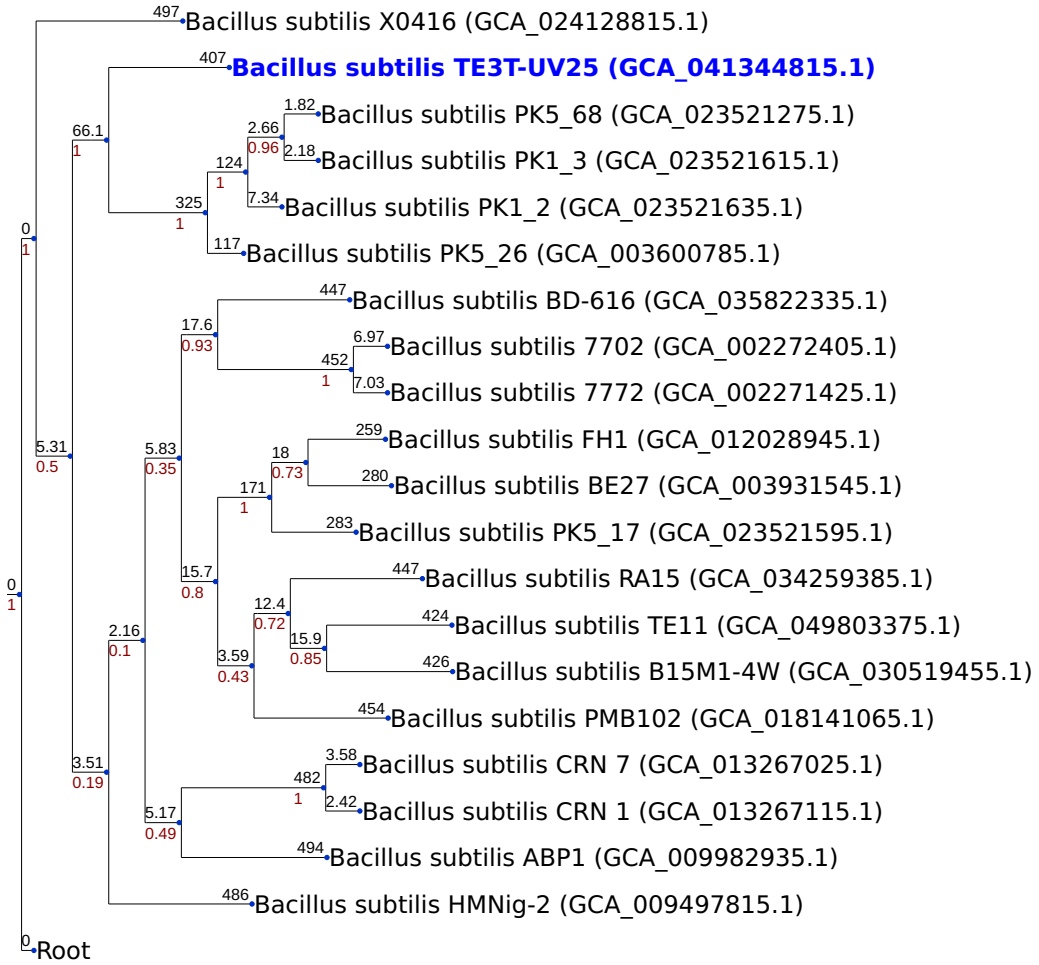 497 Bacillus subtilis X0416 (GCA_024128815.1)
407 Bacillus subtilis TE3T-UV25 (GCA_041344815.1)
1.82 Bacillus subtilis PK5_68 (GCA_023521275.1)
2.66
66.1
0.96
1
2.18 Bacillus subtilis PK1_3 (GCA_023521615.1)
124
1
7.34 Bacillus subtilis PK1_2 (GCA_023521635.1)
325
1
0
1
117 Bacillus subtilis PK5_26 (GCA_003600785.1)
447 Bacillus subtilis BD-616 (GCA_035822335.1)
17.6
0.93
6.97 Bacillus subtilis 7702 (GCA_002272405.1)
452
1
7.03 Bacillus subtilis 7772 (GCA_002271425.1)
259 Bacillus subtilis FH1 (GCA_012028945.1)
5.31
0.5
5.83
0.35
18
0.73
280 Bacillus subtilis BE27 (GCA_003931545.1)
171
1
283 Bacillus subtilis PK5_17 (GCA_023521595.1)
15.7
0.8
447 Bacillus subtilis RA15 (GCA_034259385.1)
0
1
12.4
0.72
424 Bacillus subtilis TE11 (GCA_049803375.1)
2.16
0.1
15.9
0.85
3.59
0.43
426 Bacillus subtilis B15M1-4W (GCA_030519455.1)
454 Bacillus subtilis PMB102 (GCA_018141065.1)
3.58 Bacillus subtilis CRN 7 (GCA_013267025.1)
3.51
0.19
482
1
2.42 Bacillus subtilis CRN 1 (GCA_013267115.1)
5.17
0.49
494 Bacillus subtilis ABP1 (GCA_009982935.1)
486 Bacillus subtilis HMNig-2 (GCA_009497815.1)
0 Root